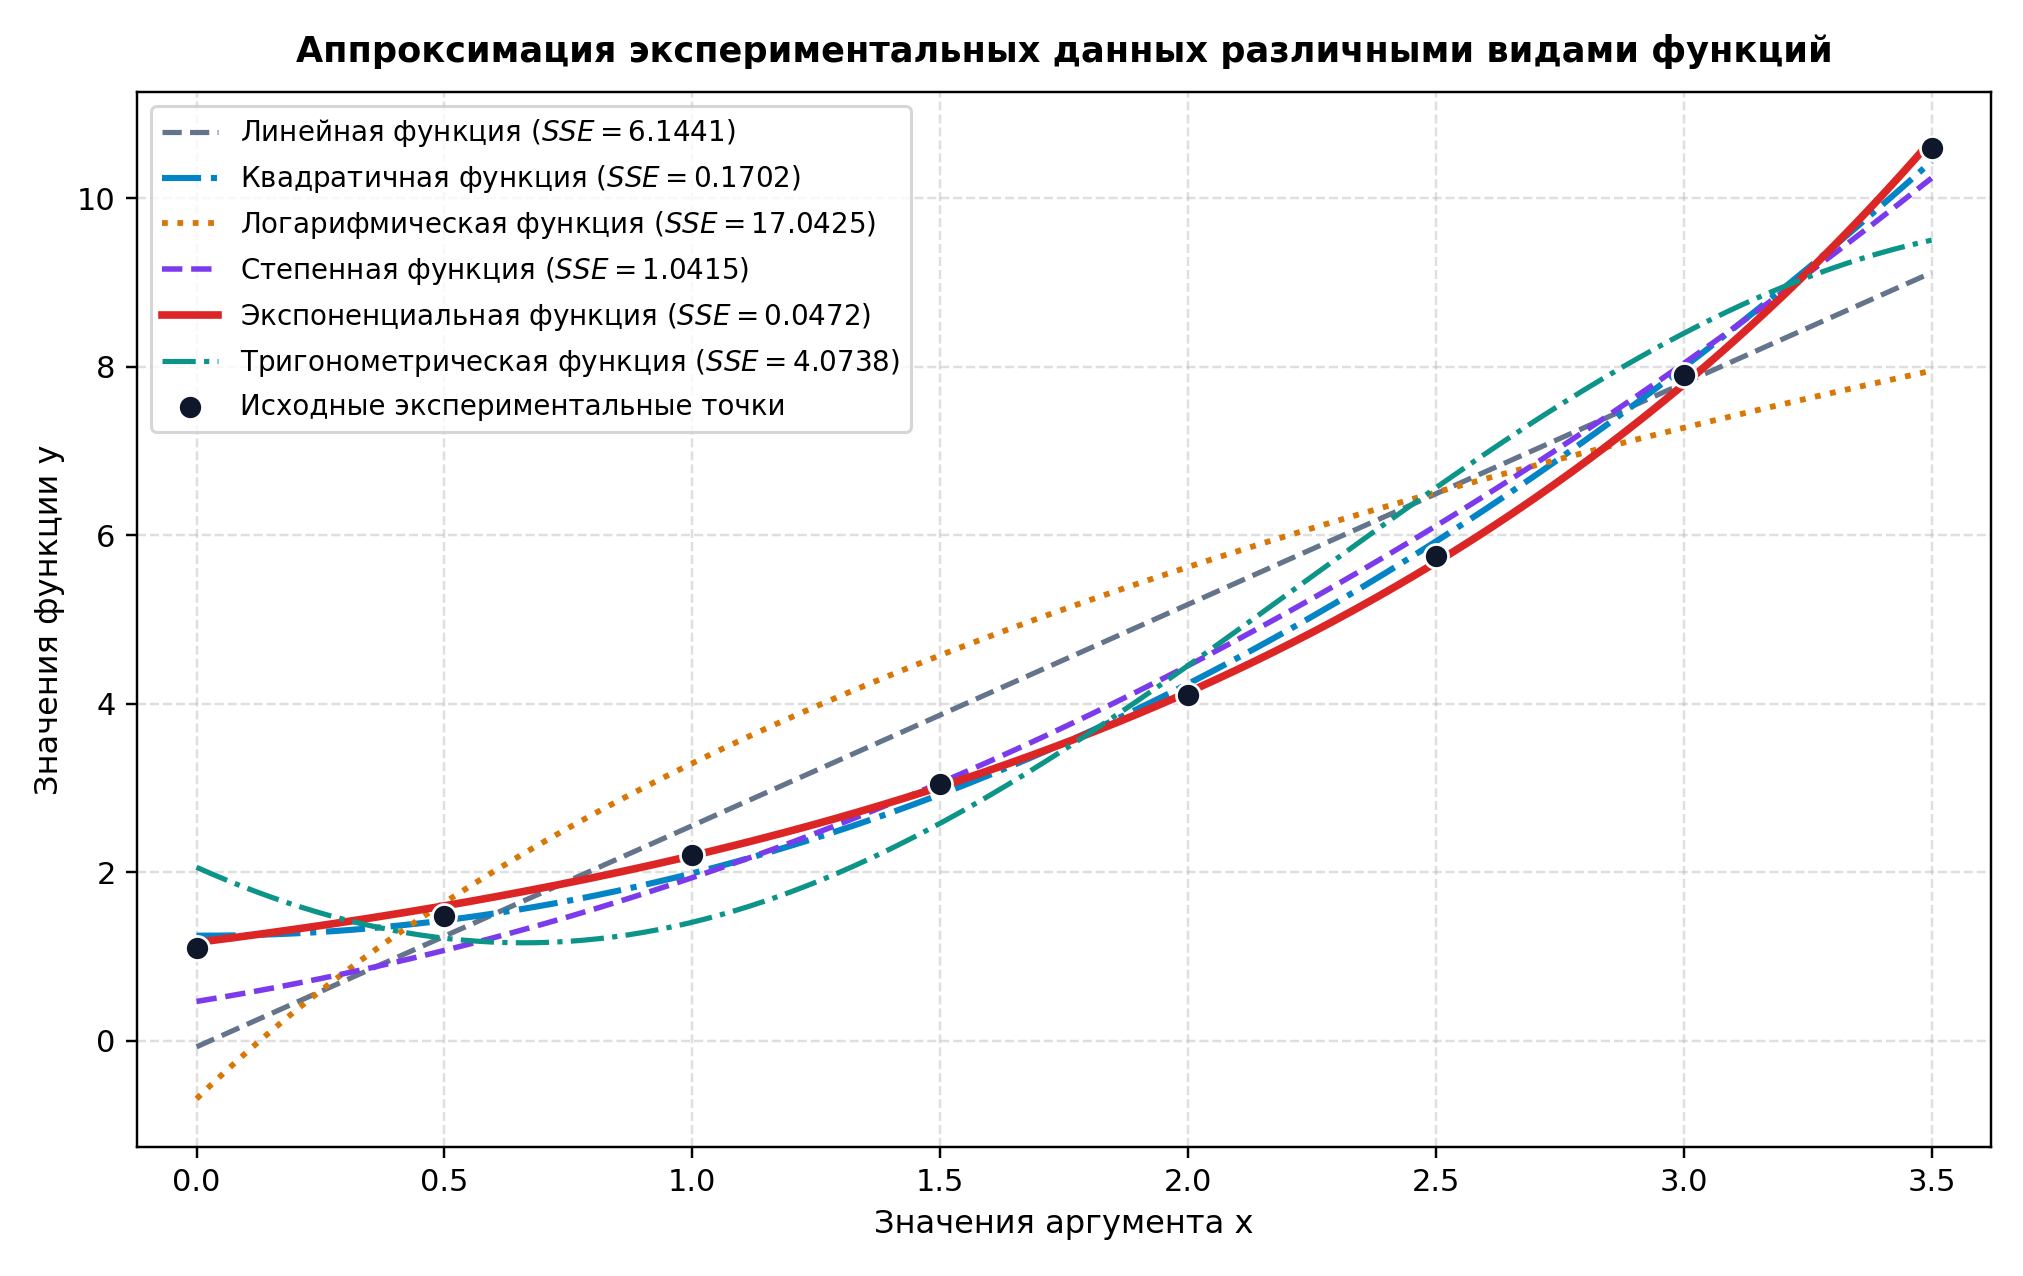 Аппроксимация экспериментальных данных различными видами функций
Линейная функция (SSE = 6.1441)
Квадратичная функция (SSE = 0.1702)
Логарифмическая функция (SSE = 17.0425)
Степенная функция (SSE = 1.0415)
Экспоненциальная функция (SSE = 0.0472)
Тригонометрическая функция (SSE = 4.0738)
Исходные экспериментальные точки
Значения функции y
10
8
6
4
2
0
0.0 0.5 1.0 1.5 2.0 2.5 3.0 3.5
Значения аргумента x